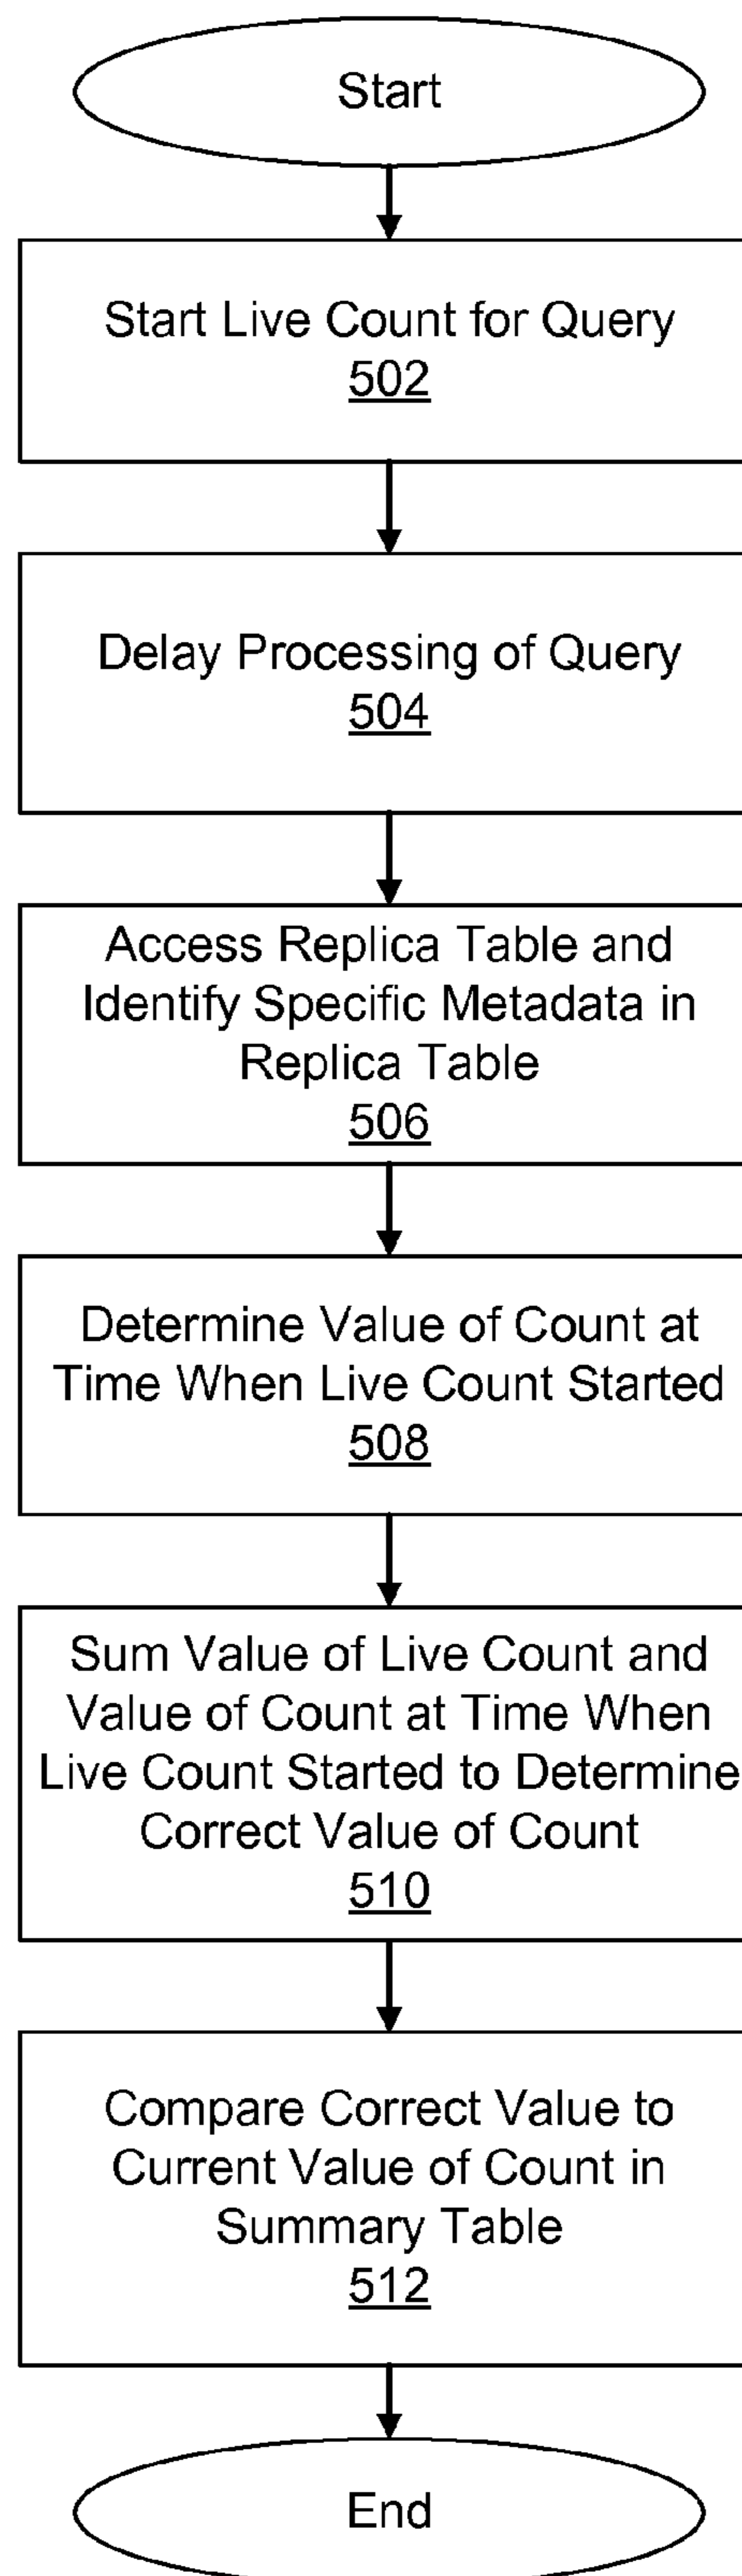 Start
Start Live Count for Query
502
Delay Processing of Query
504
Access Replica Table and
Identify Specific Metadata in
Replica Table
506
Determine Value of Count at
Time When Live Count Started
508
Sum Value of Live Count and
Value of Count at Time When
Live Count Started to Determine
Correct Value of Count
510
Compare Correct Value to
Current Value of Count in
Summary Table
512
End